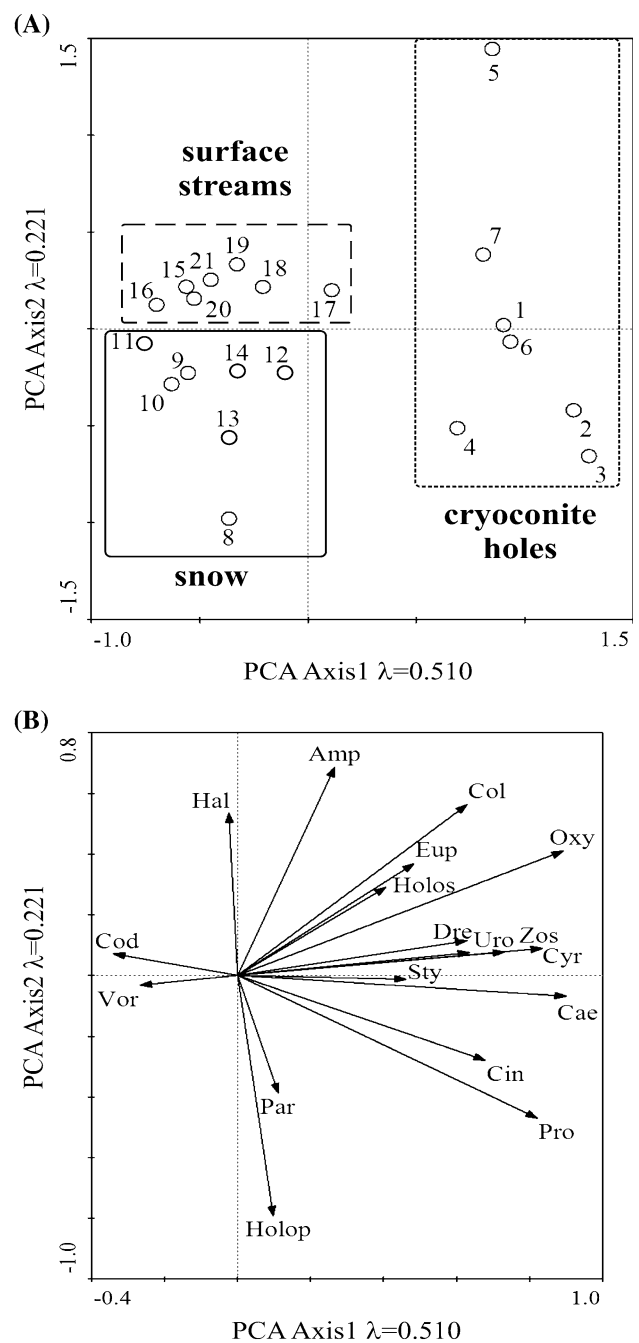 (A)
1.5
5
surface
streams
7
19
15
21
18
16
20
17
1
11
6
9
14
12
10
13
2
4
3
8
cryoconite
holes
snow
PCA Axis2 λ=0.221
-1.5
-1.0
1.5
PCA Axis1 λ=0.510
(B)
0.8
Amp
Hal
Col
Eup
Oxy
Holos
Dre
Uro
Zos
Cod
Cyr
Sty
Vor
Cae
Cin
Par
Pro
Holop
PCA Axis2 λ=0.221
-1.0
-0.4
1.0
PCA Axis1 λ=0.510